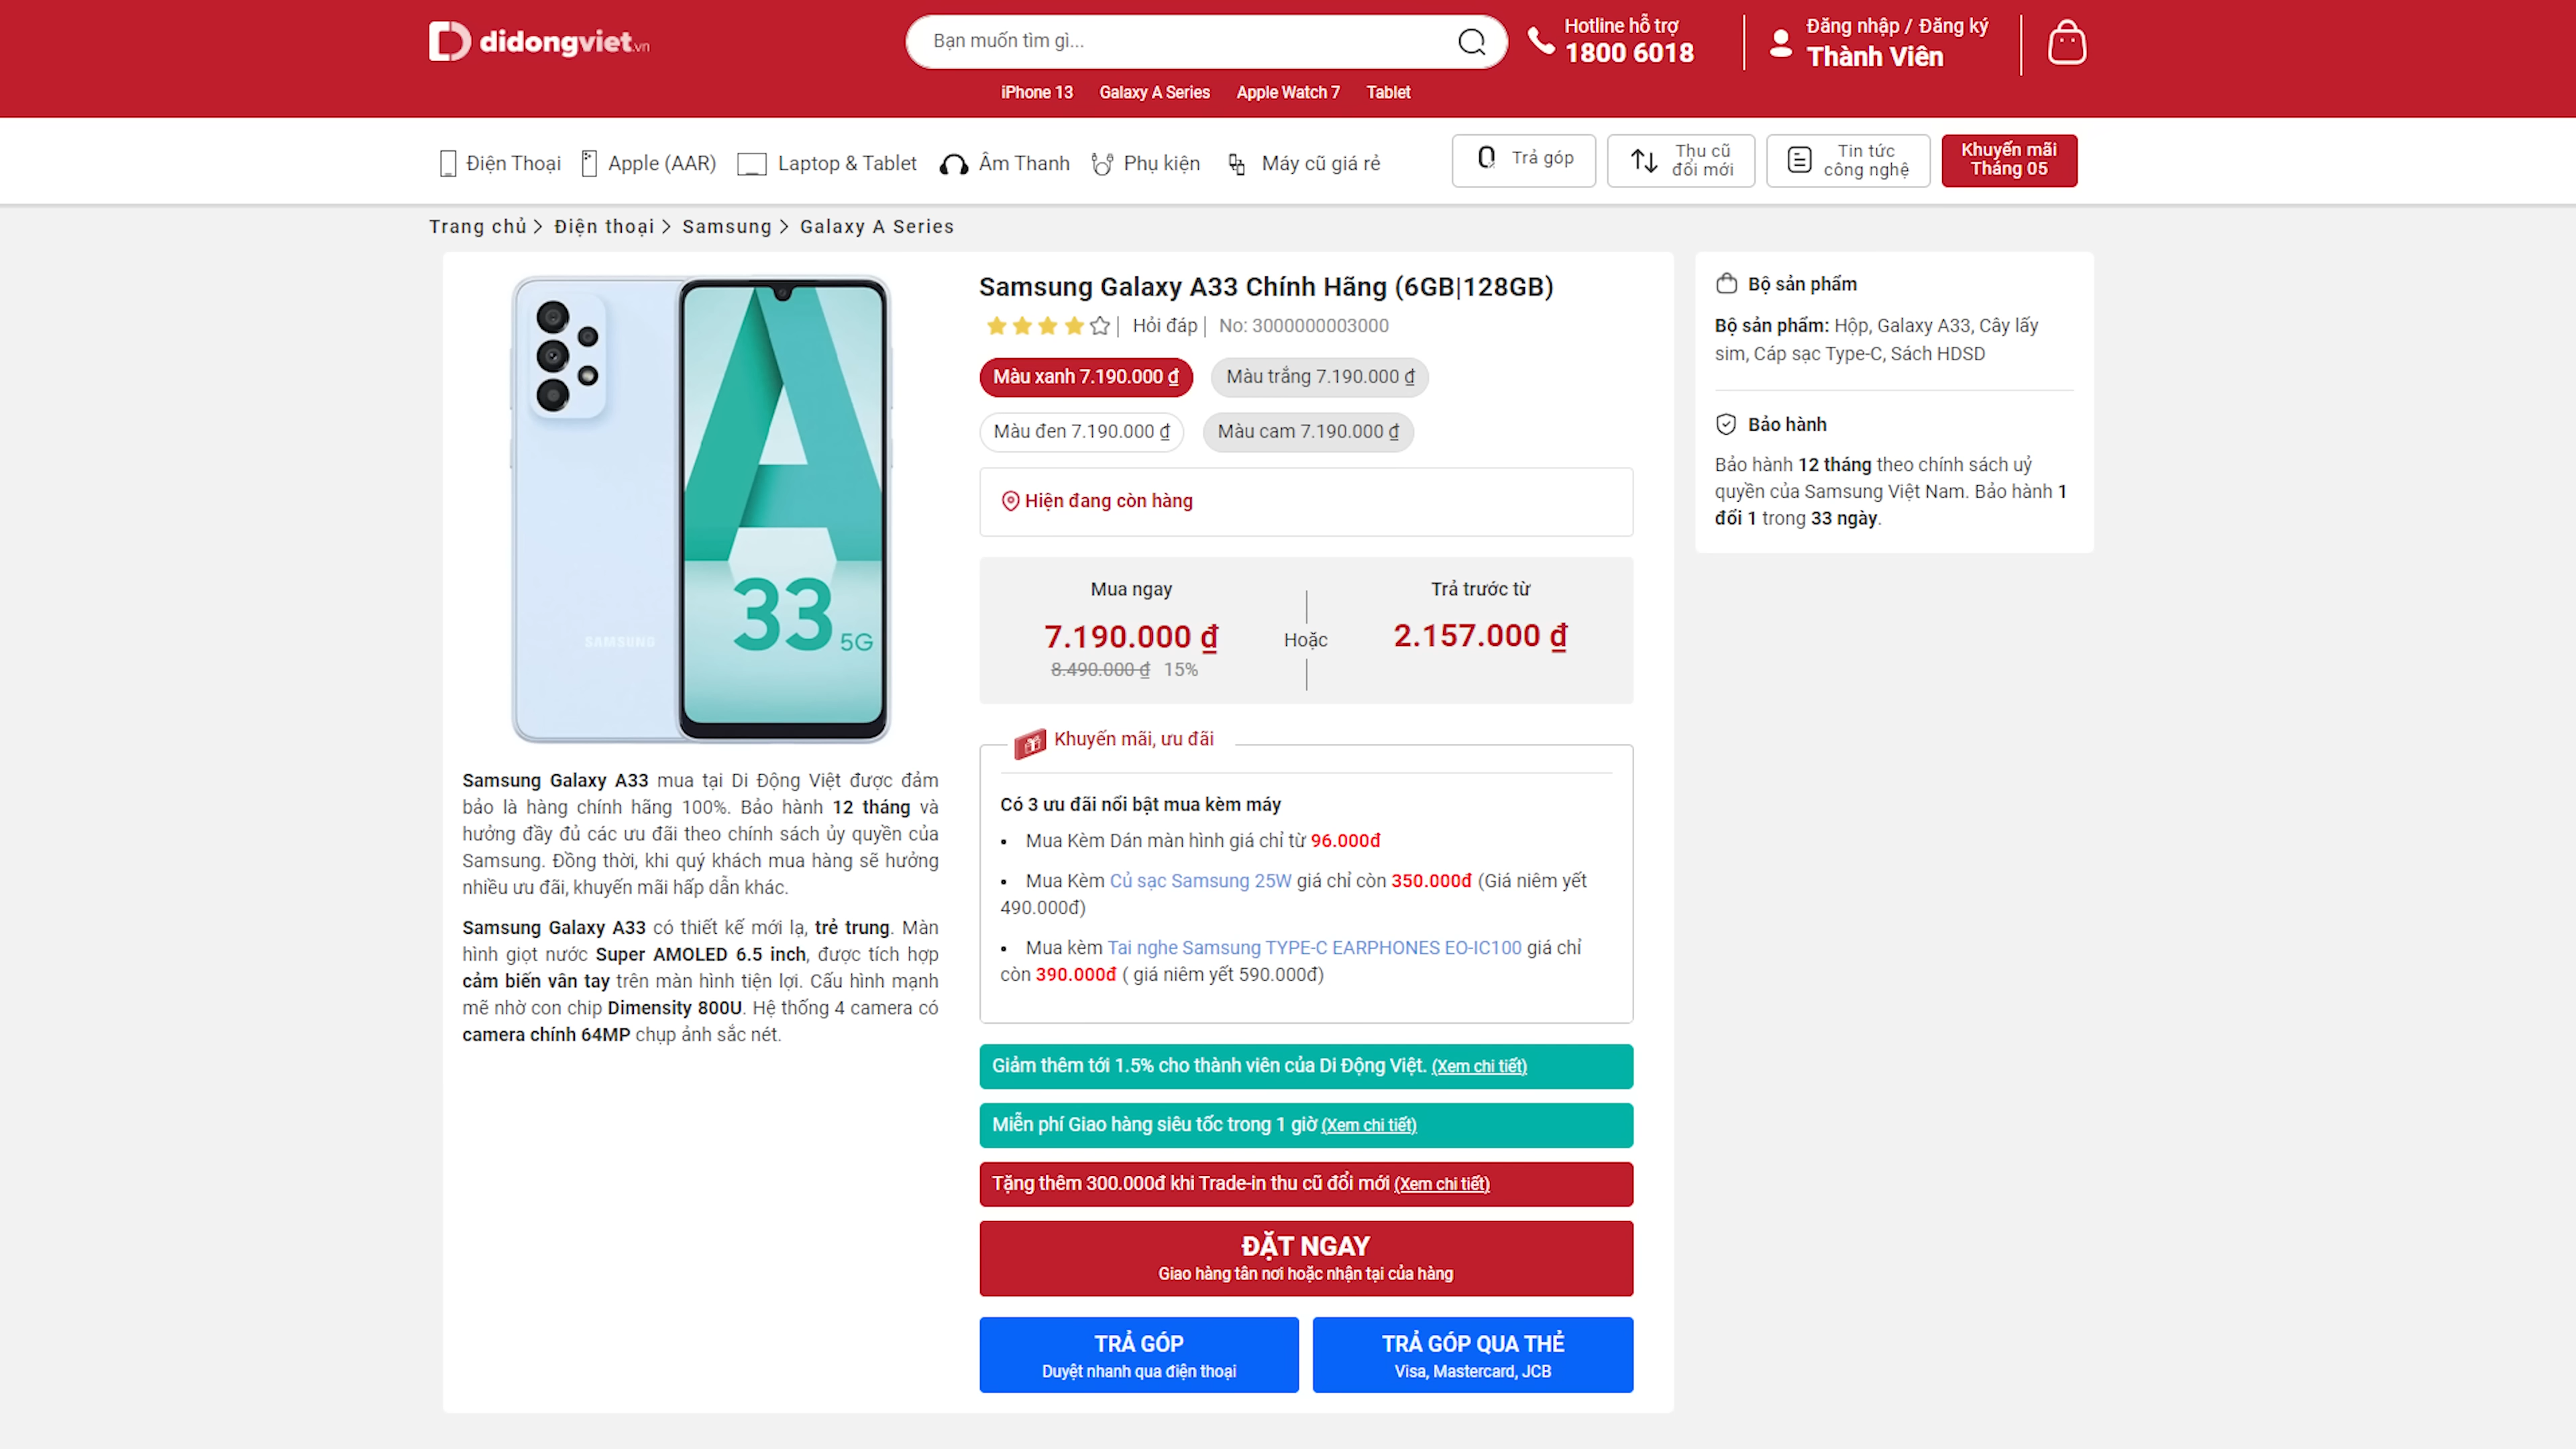 didongviet.vn
Bạn muốn tìm gì...
Hotline hỗ trợ
1800 6018
Đăng nhập / Đăng ký
Thành Viên
iPhone 13 Galaxy A Series Apple Watch 7 Tablet
Điện Thoại Apple (AAR) Laptop & Tablet Âm Thanh Phụ kiện Máy cũ giá rẻ
Trả góp
Thu cũ
đổi mới
Tin tức
công nghệ
Khuyến mãi
Tháng 05
Trang chủ > Điện thoại > Samsung > Galaxy A Series
SAMSUNG
33 5G
Samsung Galaxy A33 mua tại Di Động Việt được đảm
bảo là hàng chính hãng 100%. Bảo hành 12 tháng và
hưởng đầy đủ các ưu đãi theo chính sách ủy quyền của
Samsung. Đồng thời, khi quý khách mua hàng sẽ hưởng
nhiều ưu đãi, khuyến mãi hấp dẫn khác.
Samsung Galaxy A33 có thiết kế mới lạ, trẻ trung. Màn
hình giọt nước Super AMOLED 6.5 inch, được tích hợp
cảm biến vân tay trên màn hình tiện lợi. Cấu hình mạnh
mẽ nhờ con chip Dimensity 800U. Hệ thống 4 camera có
camera chính 64MP chụp ảnh sắc nét.
Samsung Galaxy A33 Chính Hãng (6GB|128GB)
| Hỏi đáp | No: 3000000003000
Màu xanh 7.190.000 ₫ Màu trắng 7.190.000 ₫
Màu đen 7.190.000 ₫ Màu cam 7.190.000 ₫
Hiện đang còn hàng
Mua ngay
7.190.000 ₫
8.490.000 ₫ 15%
Hoặc
Trả trước từ
2.157.000 ₫
Khuyến mãi, ưu đãi
Có 3 ưu đãi nổi bật mua kèm máy
• Mua Kèm Dán màn hình giá chỉ từ 96.000đ
• Mua Kèm Củ sạc Samsung 25W giá chỉ còn 350.000đ (Giá niêm yết
490.000đ)
• Mua kèm Tai nghe Samsung TYPE-C EARPHONES EO-IC100 giá chỉ
còn 390.000đ ( giá niêm yết 590.000đ)
Giảm thêm tới 1.5% cho thành viên của Di Động Việt. (Xem chi tiết)
Miễn phí Giao hàng siêu tốc trong 1 giờ (Xem chi tiết)
Tặng thêm 300.000đ khi Trade-in thu cũ đổi mới (Xem chi tiết)
ĐẶT NGAY
Giao hàng tân nơi hoặc nhận tại của hàng
TRẢ GÓP
Duyệt nhanh qua điện thoại
TRẢ GÓP QUA THẺ
Visa, Mastercard, JCB
Bộ sản phẩm
Bộ sản phẩm: Hộp, Galaxy A33, Cây lấy
sim, Cáp sạc Type-C, Sách HDSD
Bảo hành
Bảo hành 12 tháng theo chính sách uỷ
quyền của Samsung Việt Nam. Bảo hành 1
đổi 1 trong 33 ngày.